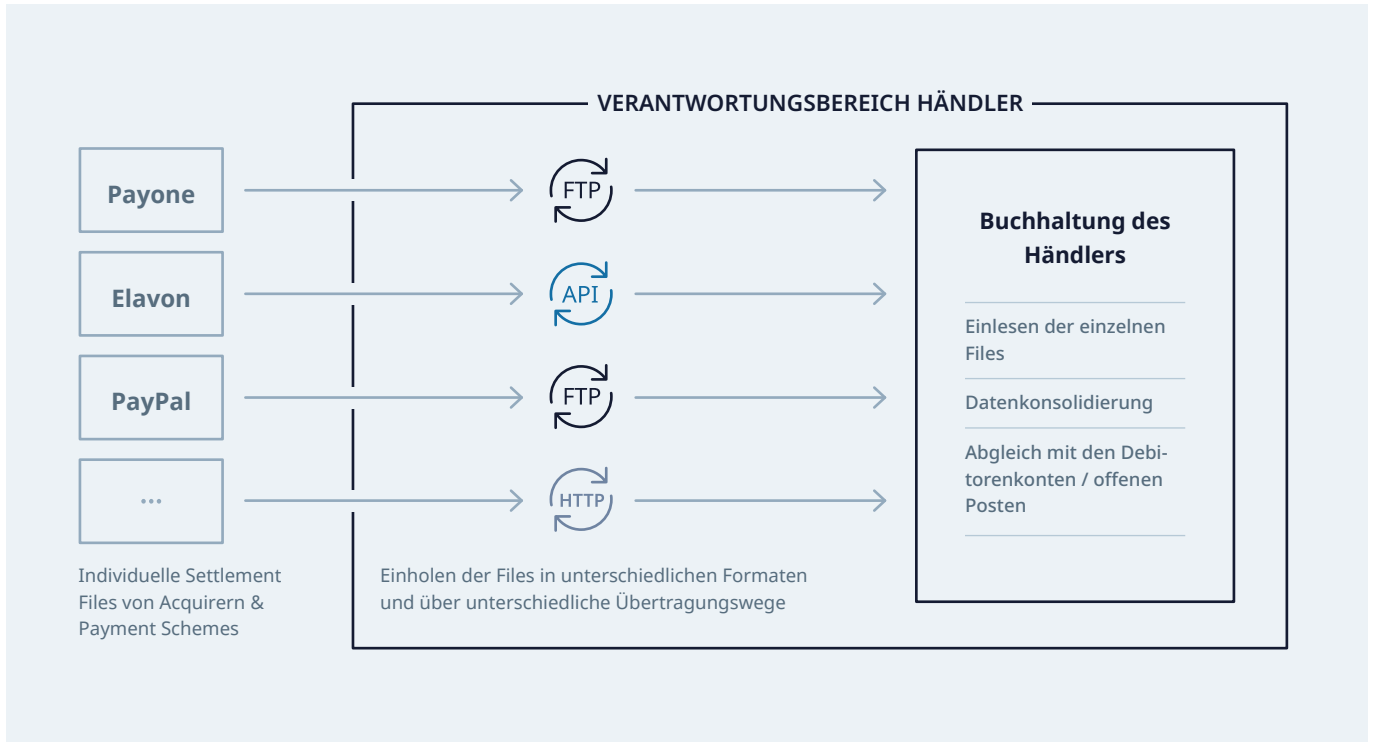 VERANTWORTUNGSBEREICH HÄNDLER
Payone
FTP
Elavon
API
PayPal
FTP
...
HTTP
Individuelle Settlement
Files von Acquirern &
Payment Schemes
Einholen der Files in unterschiedlichen Formaten
und über unterschiedliche Übertragungswege
Buchhaltung des
Händlers
Einlesen der einzelnen
Files
Datenkonsolidierung
Abgleich mit den Debi-
torenkonten / offenen
Posten